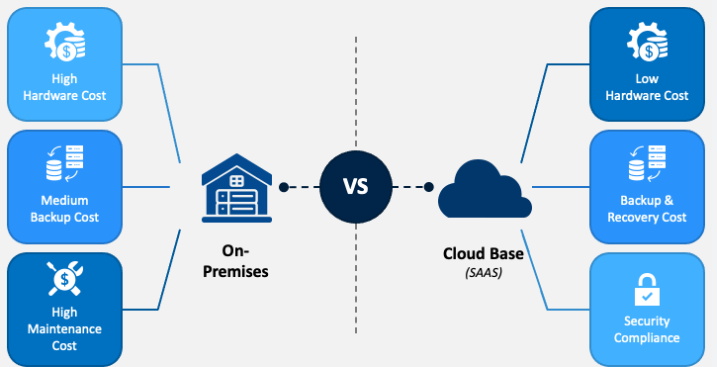 High
Hardware Cost
Medium
Backup Cost
High
Maintenance
Cost
On-
Premises
VS
Cloud Base
(SAAS)
Low
Hardware Cost
Backup &
Recovery Cost
Security
Compliance